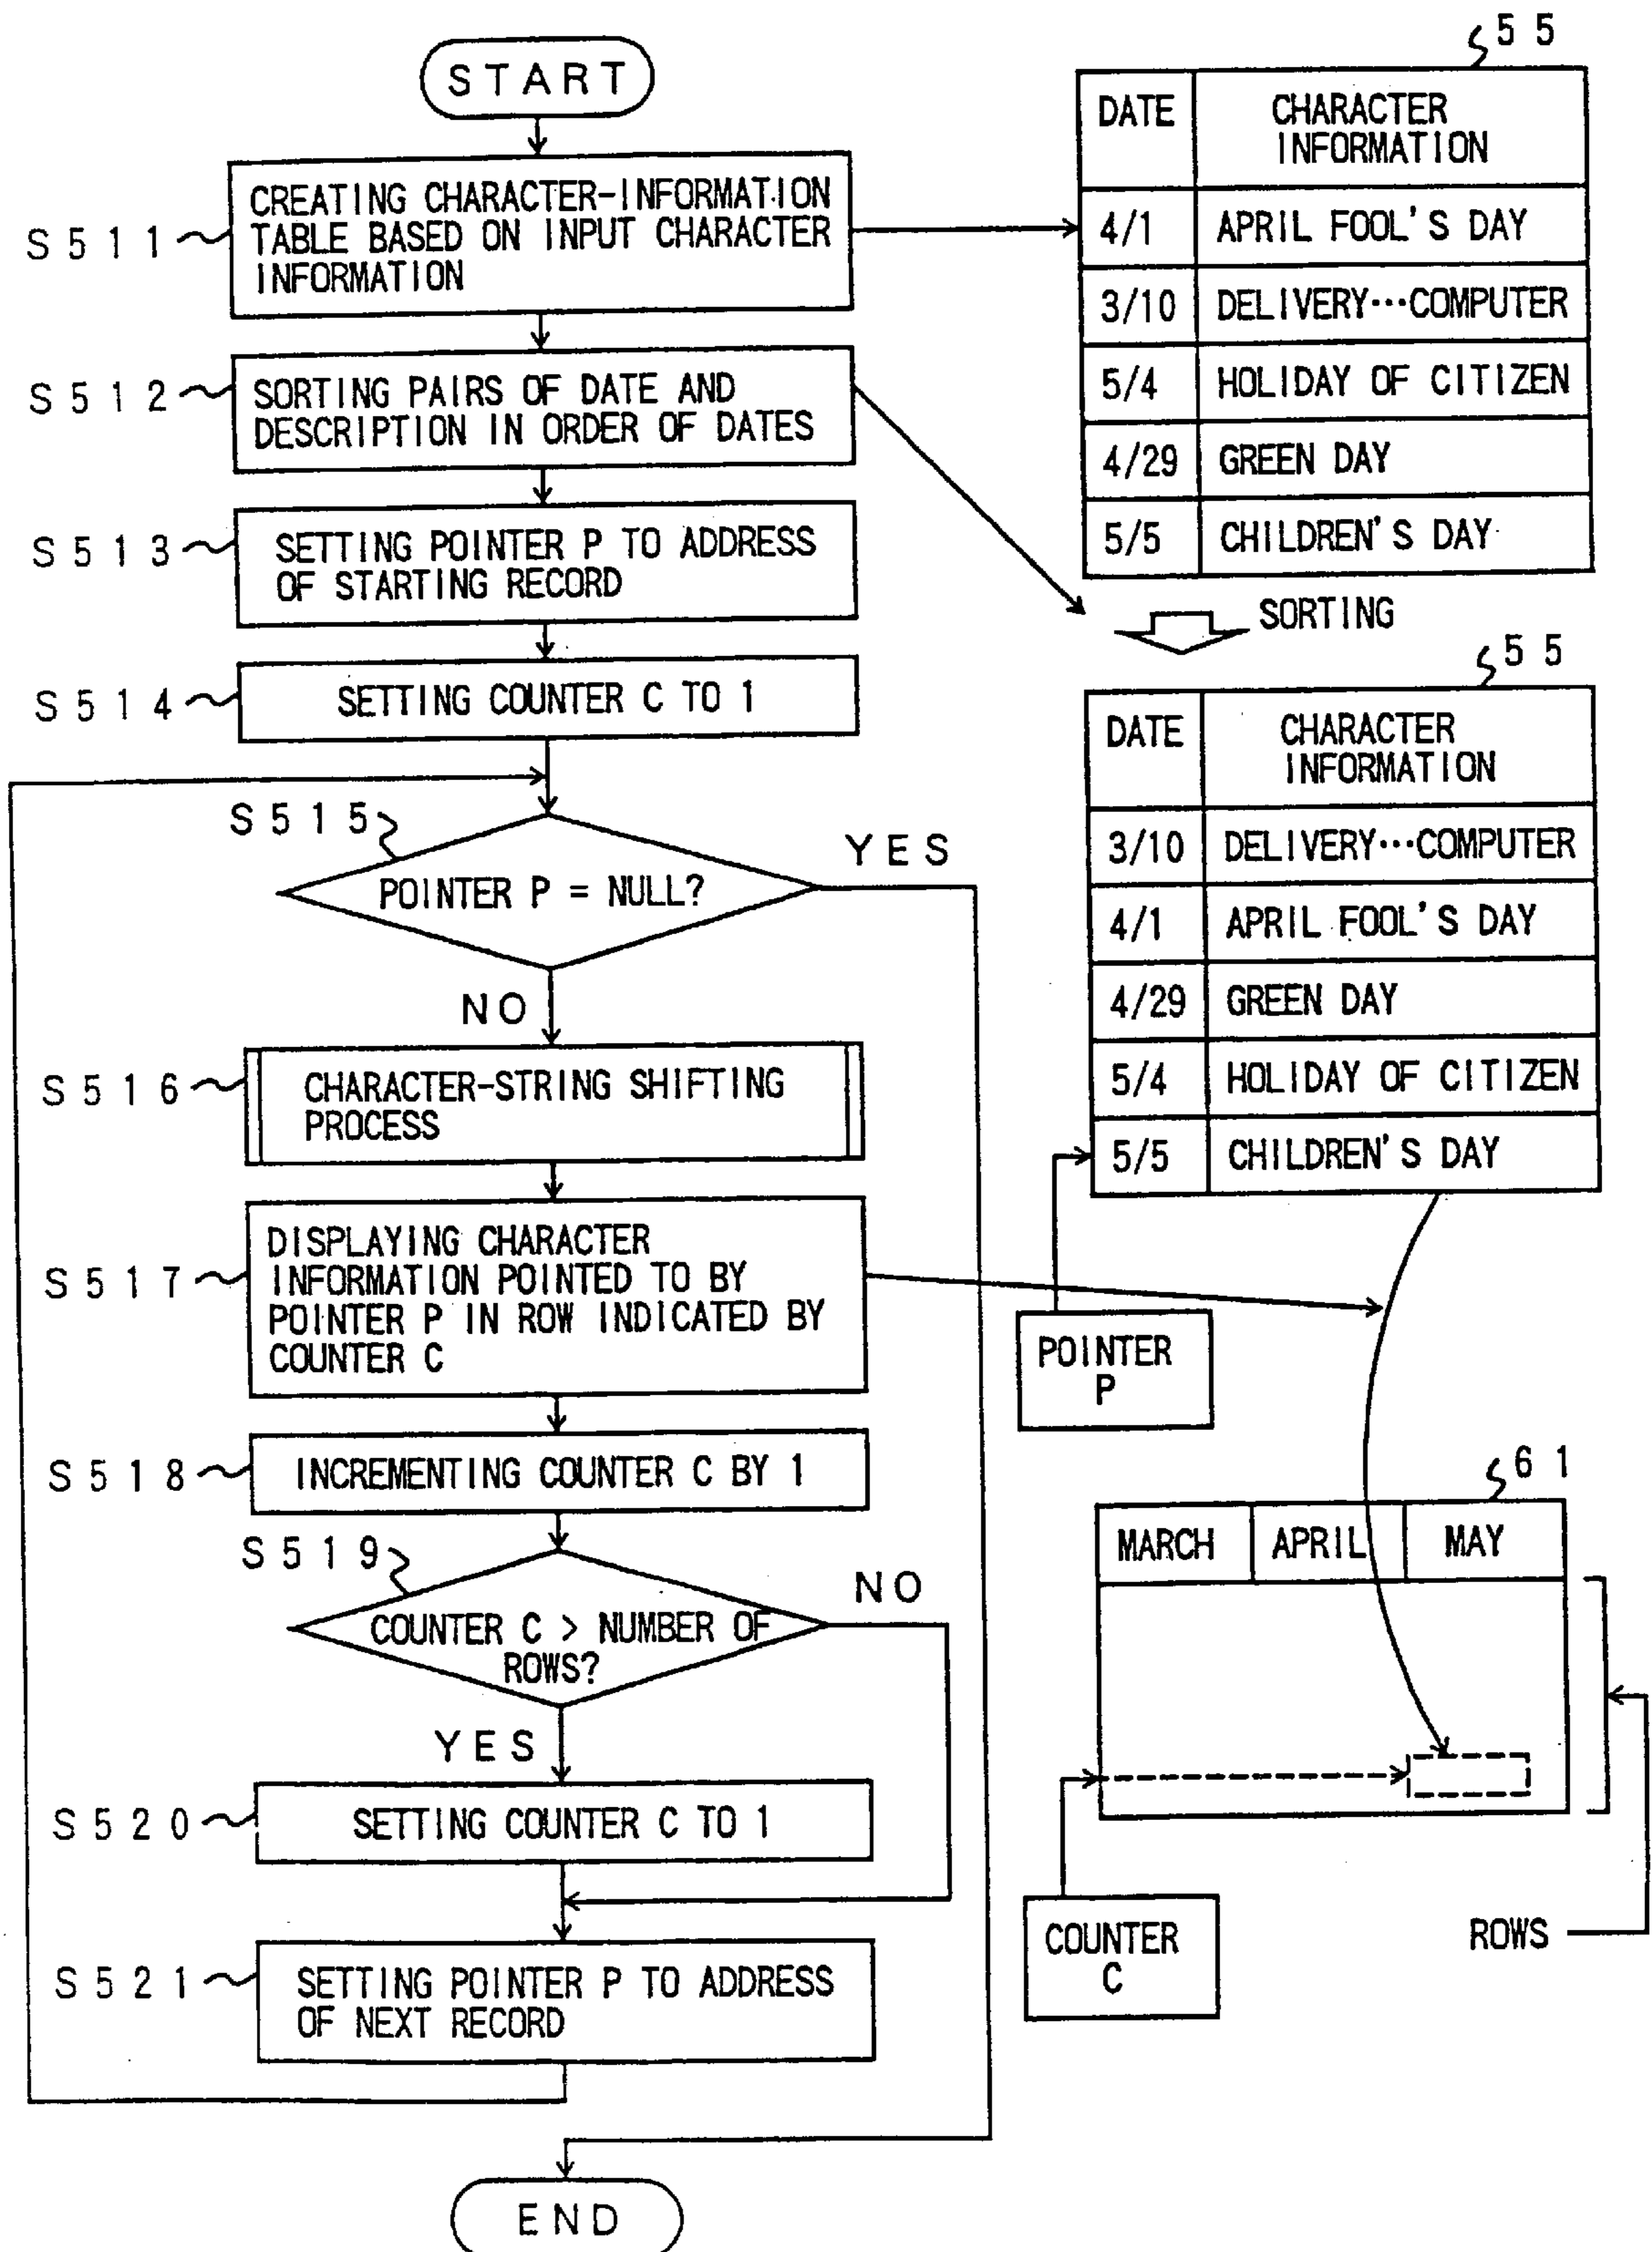 START
S511
CREATING CHARACTER-INFORMATION
TABLE BASED ON INPUT CHARACTER
INFORMATION
S512
SORTING PAIRS OF DATE AND
DESCRIPTION IN ORDER OF DATES
S513
SETTING POINTER P TO ADDRESS
OF STARTING RECORD
S514
SETTING COUNTER C TO 1
S515
POINTER P = NULL?
YES
NO
S516
CHARACTER-STRING SHIFTING
PROCESS
S517
DISPLAYING CHARACTER
INFORMATION POINTED TO BY
POINTER P IN ROW INDICATED BY
COUNTER C
S518
INCREMENTING COUNTER C BY 1
S519
COUNTER C > NUMBER OF
ROWS?
NO
YES
S520
SETTING COUNTER C TO 1
S521
SETTING POINTER P TO ADDRESS
OF NEXT RECORD
END
55
DATE CHARACTER
INFORMATION
4/1 APRIL FOOL'S DAY
3/10 DELIVERY···COMPUTER
5/4 HOLIDAY OF CITIZEN
4/29 GREEN DAY
5/5 CHILDREN'S DAY
SORTING
55
DATE CHARACTER
INFORMATION
3/10 DELIVERY···COMPUTER
4/1 APRIL FOOL'S DAY
4/29 GREEN DAY
5/4 HOLIDAY OF CITIZEN
5/5 CHILDREN'S DAY
POINTER
P
61
MARCH APRIL MAY
COUNTER
C
ROWS